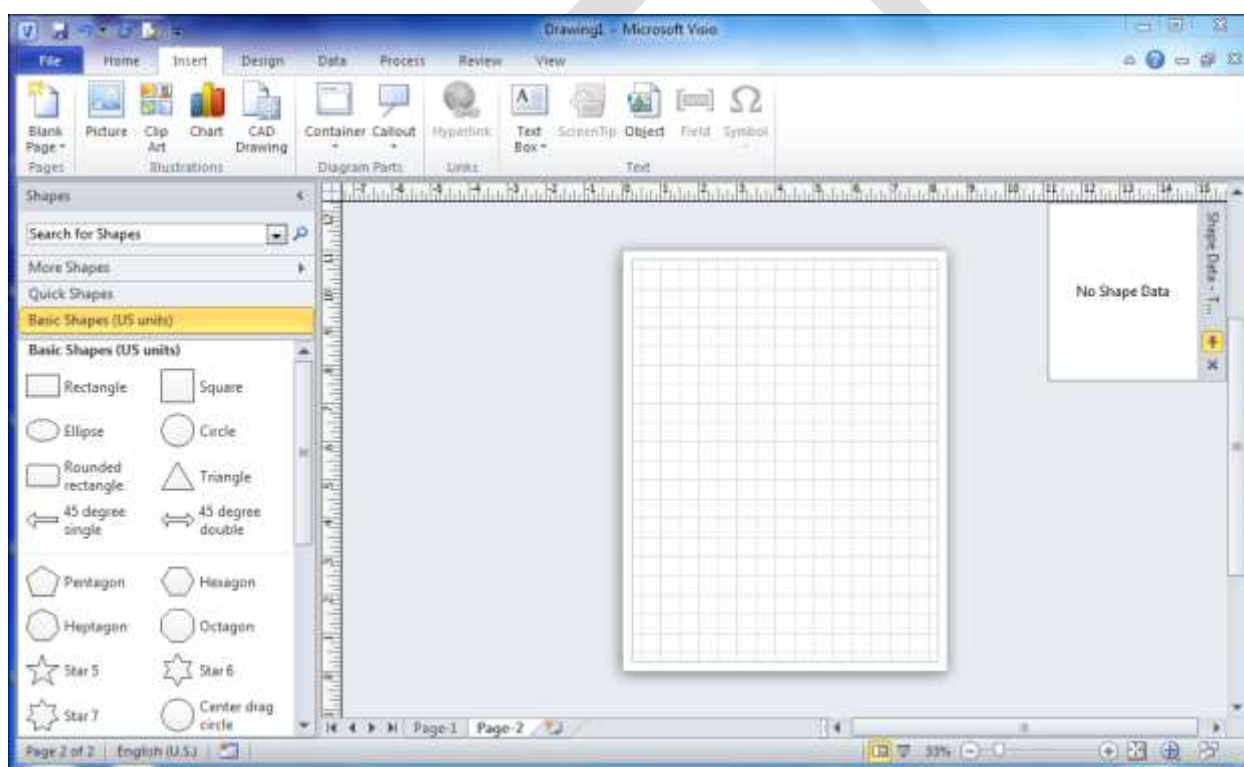 Drawing1 - Microsoft Visio
File Home Insert Design Data Process Review View
Blank Page Picture Clip Art Chart CAD Drawing Container Callout Hyperlink Text Box ScreenTip Object Field Symbol
Pages Illustrations Diagram Parts Links Text
Shapes
Search for Shapes
More Shapes
Quick Shapes
Basic Shapes (US units)
Basic Shapes (US units)
Rectangle Square
Ellipse Circle
Rounded rectangle Triangle
45 degree single 45 degree double
Pentagon Hexagon
Heptagon Octagon
Star 5 Star 6
Star 7 Center drag circle
No Shape Data
Shape Data - T...
Page-1 Page-2
Page 2 of 2 English (U.S.) 33%